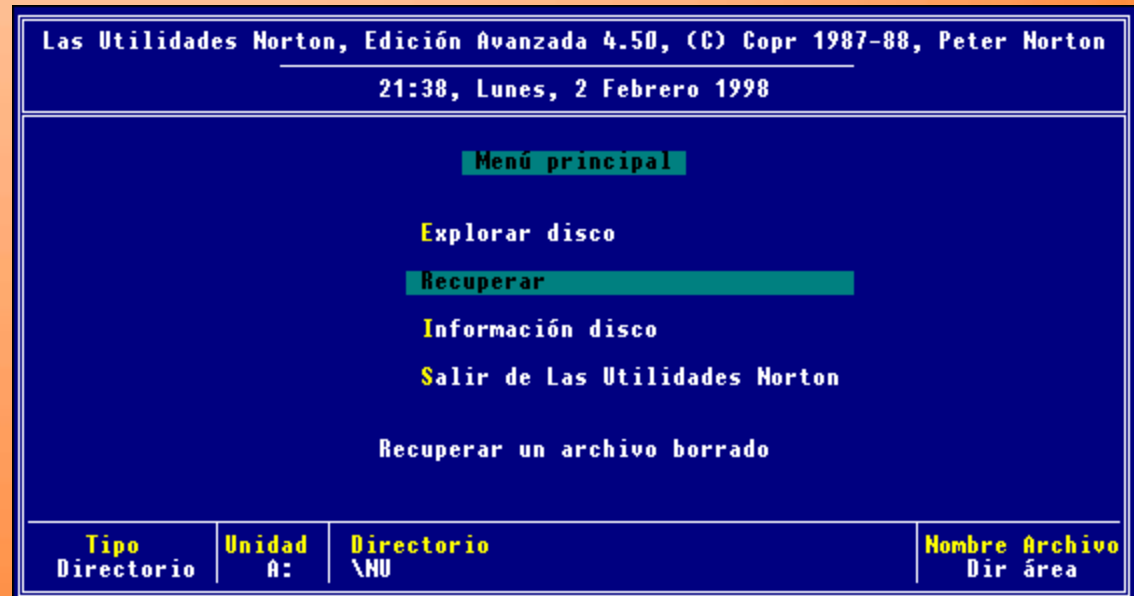 Las Utilidades Norton, Edición Avanzada 4.50, (C) Copr 1987-88, Peter Norton
21:38, Lunes, 2 Febrero 1998
Menú principal
Explorar disco
Recuperar
Información disco
Salir de Las Utilidades Norton
Recuperar un archivo borrado
Tipo Unidad Directorio Nombre Archivo
Directorio A: \NU Dir área